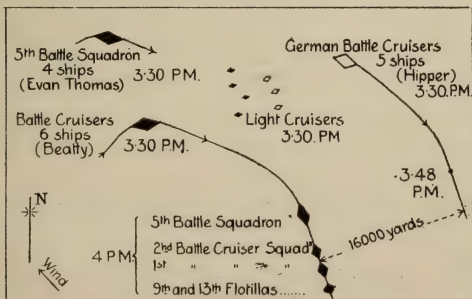 5th Battle Squadron
4 ships
(Evan Thomas)
3·30 P.M.
German Battle Cruisers
5 ships
(Hipper)
3·30.P.M.
Battle Cruisers
6 ships
(Beatty)
3·30 P.M.
Light Cruisers
3·30 PM
·3·48
P.M.
N
Wind
16000 yards
4 P.M.
5th Battle Squadron
2nd Battle Cruiser Squadn
1st " " "
9th and 13th Flotillas.......